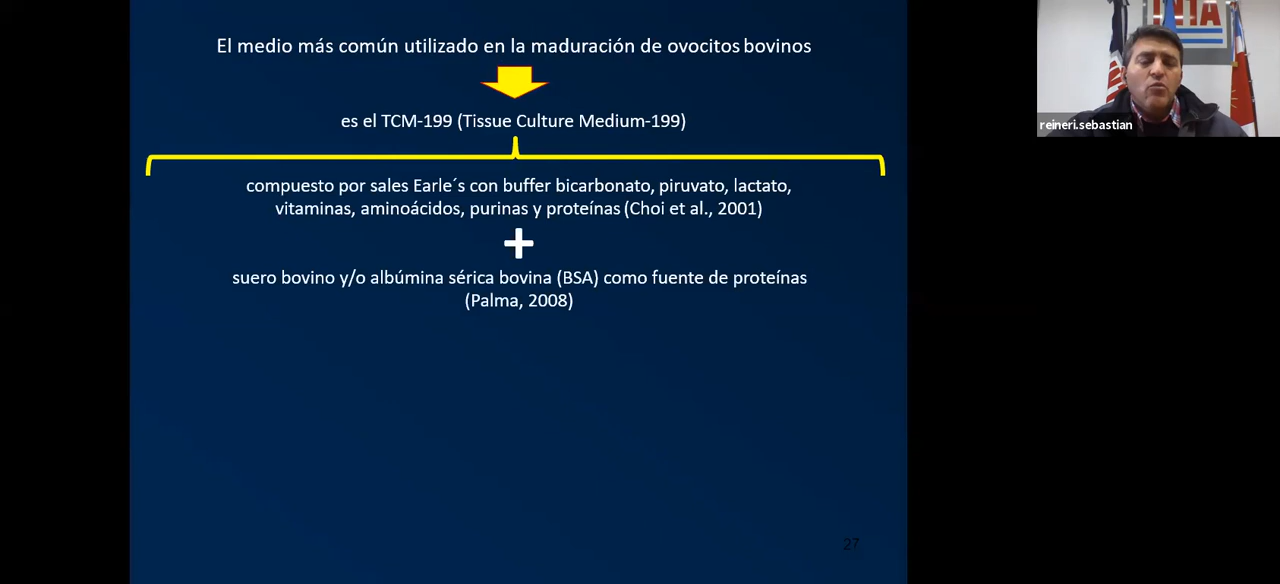 El medio más común utilizado en la maduración de ovocitos bovinos
es el TCM-199 (Tissue Culture Medium-199)
compuesto por sales Earle´s con buffer bicarbonato, piruvato, lactato,
vitaminas, aminoácidos, purinas y proteínas (Choi et al., 2001)
+
suero bovino y/o albúmina sérica bovina (BSA) como fuente de proteínas
(Palma, 2008)
27
INTA
reineri.sebastian